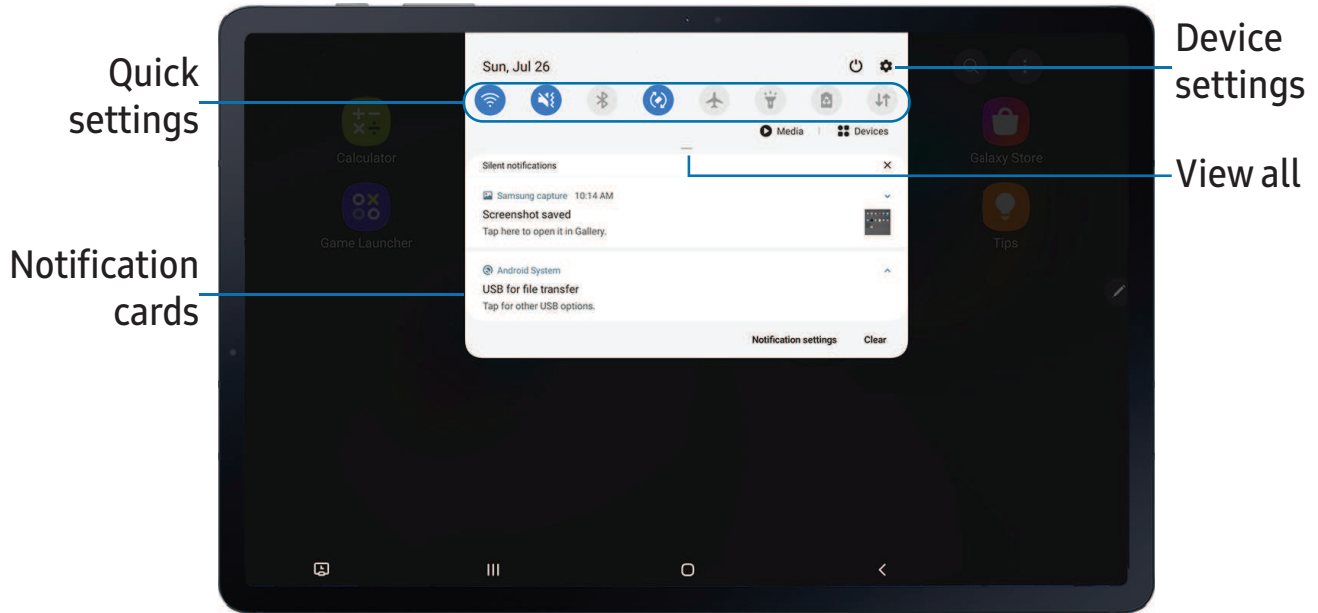 Quick
settings
Notification
cards
Device
settings
View all
Sun, Jul 26
Media
Devices
Silent notifications
Samsung capture 10:14 AM
Screenshot saved
Tap here to open it in Gallery.
Android System
USB for file transfer
Tap for other USB options.
Notification settings
Clear
Calculator
Game Launcher
Galaxy Store
Tips